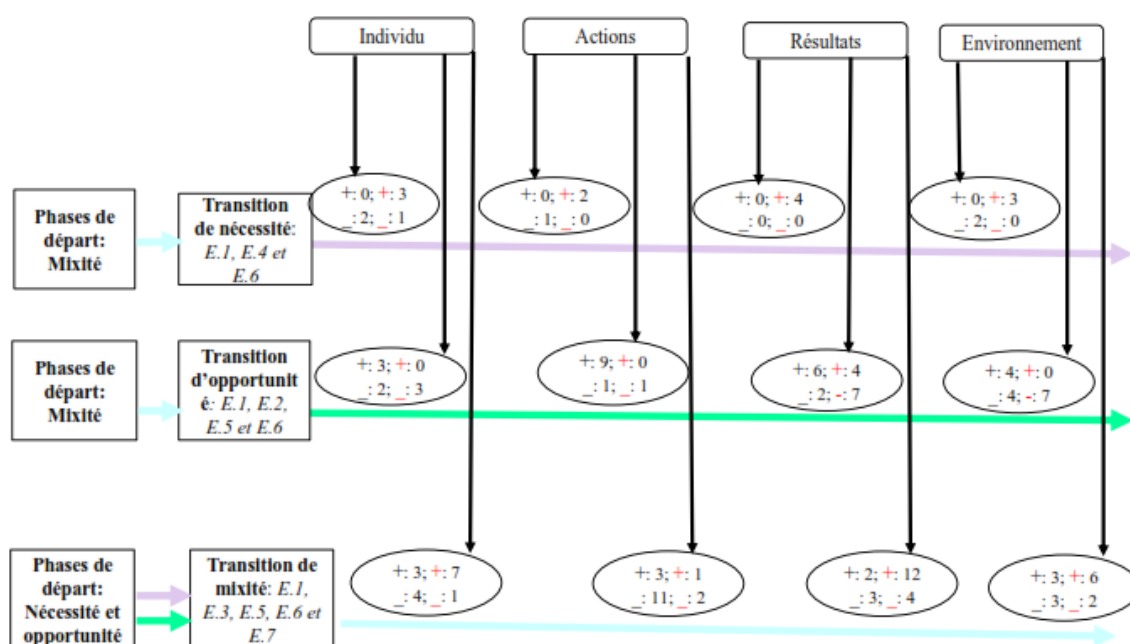 Individu
Actions
Résultats
Environnement
Phases de
départ:
Mixité
Transition
de nécessité:
E.1, E.4 et
E.6
+: 0; +: 3
_: 2; _: 1
+: 0; +: 2
_: 1; _: 0
+: 0; +: 4
_: 0; _: 0
+: 0; +: 3
_: 2; _: 0
Phases de
départ:
Mixité
Transition
d'opportunit
é: E.1, E.2,
E.5 et E.6
+: 3; +: 0
_: 2; _: 3
+: 9; +: 0
_: 1; _: 1
+: 6; +: 4
_: 2; -: 7
+: 4; +: 0
_: 4; -: 7
Phases de
départ:
Nécessité et
opportunité
Transition de
mixité: E.1,
E.3, E.5, E.6 et
E.7
+: 3; +: 7
_: 4; _: 1
+: 3; +: 1
_: 11; _: 2
+: 2; +: 12
_: 3; _: 4
+: 3; +: 6
_: 3; _: 2